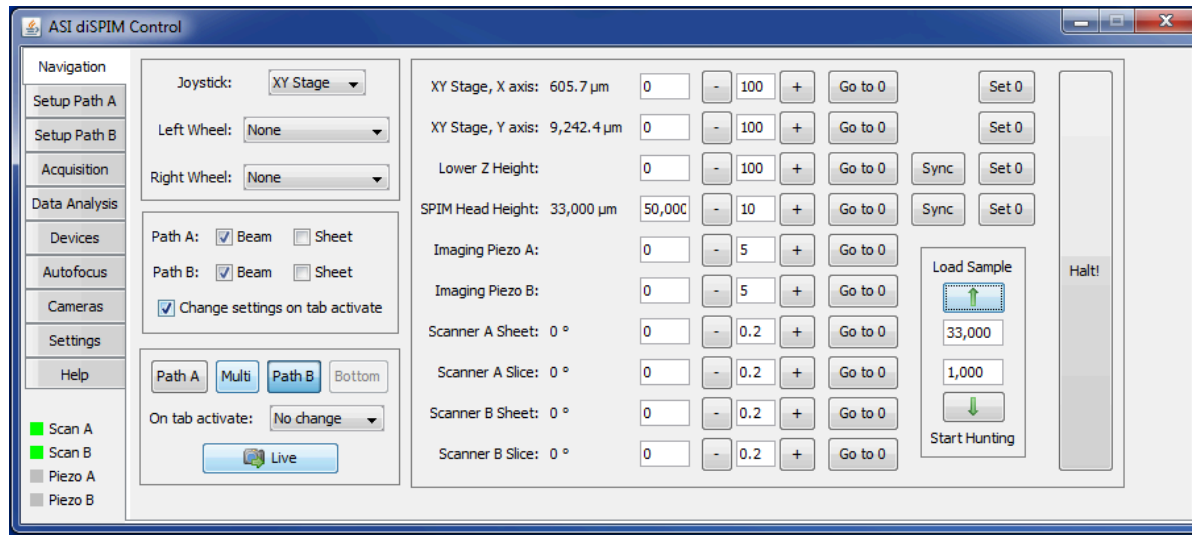 ASI diSPIM Control
Navigation
Setup Path A
Setup Path B
Acquisition
Data Analysis
Devices
Autofocus
Cameras
Settings
Help
Scan A
Scan B
Piezo A
Piezo B
Joystick: XY Stage
Left Wheel: None
Right Wheel: None
Path A: Beam Sheet
Path B: Beam Sheet
Change settings on tab activate
Path A Multi Path B Bottom
On tab activate: No change
Live
XY Stage, X axis: 605.7 µm 0 - 100 + Go to 0 Set 0
XY Stage, Y axis: 9,242.4 µm 0 - 100 + Go to 0 Set 0
Lower Z Height: 0 - 100 + Go to 0 Sync Set 0
SPIM Head Height: 33,000 µm 50,000 - 10 + Go to 0 Sync Set 0
Imaging Piezo A: 0 - 5 + Go to 0
Imaging Piezo B: 0 - 5 + Go to 0
Scanner A Sheet: 0 ° 0 - 0.2 + Go to 0
Scanner A Slice: 0 ° 0 - 0.2 + Go to 0
Scanner B Sheet: 0 ° 0 - 0.2 + Go to 0
Scanner B Slice: 0 ° 0 - 0.2 + Go to 0
Load Sample
33,000
1,000
Start Hunting
Halt!